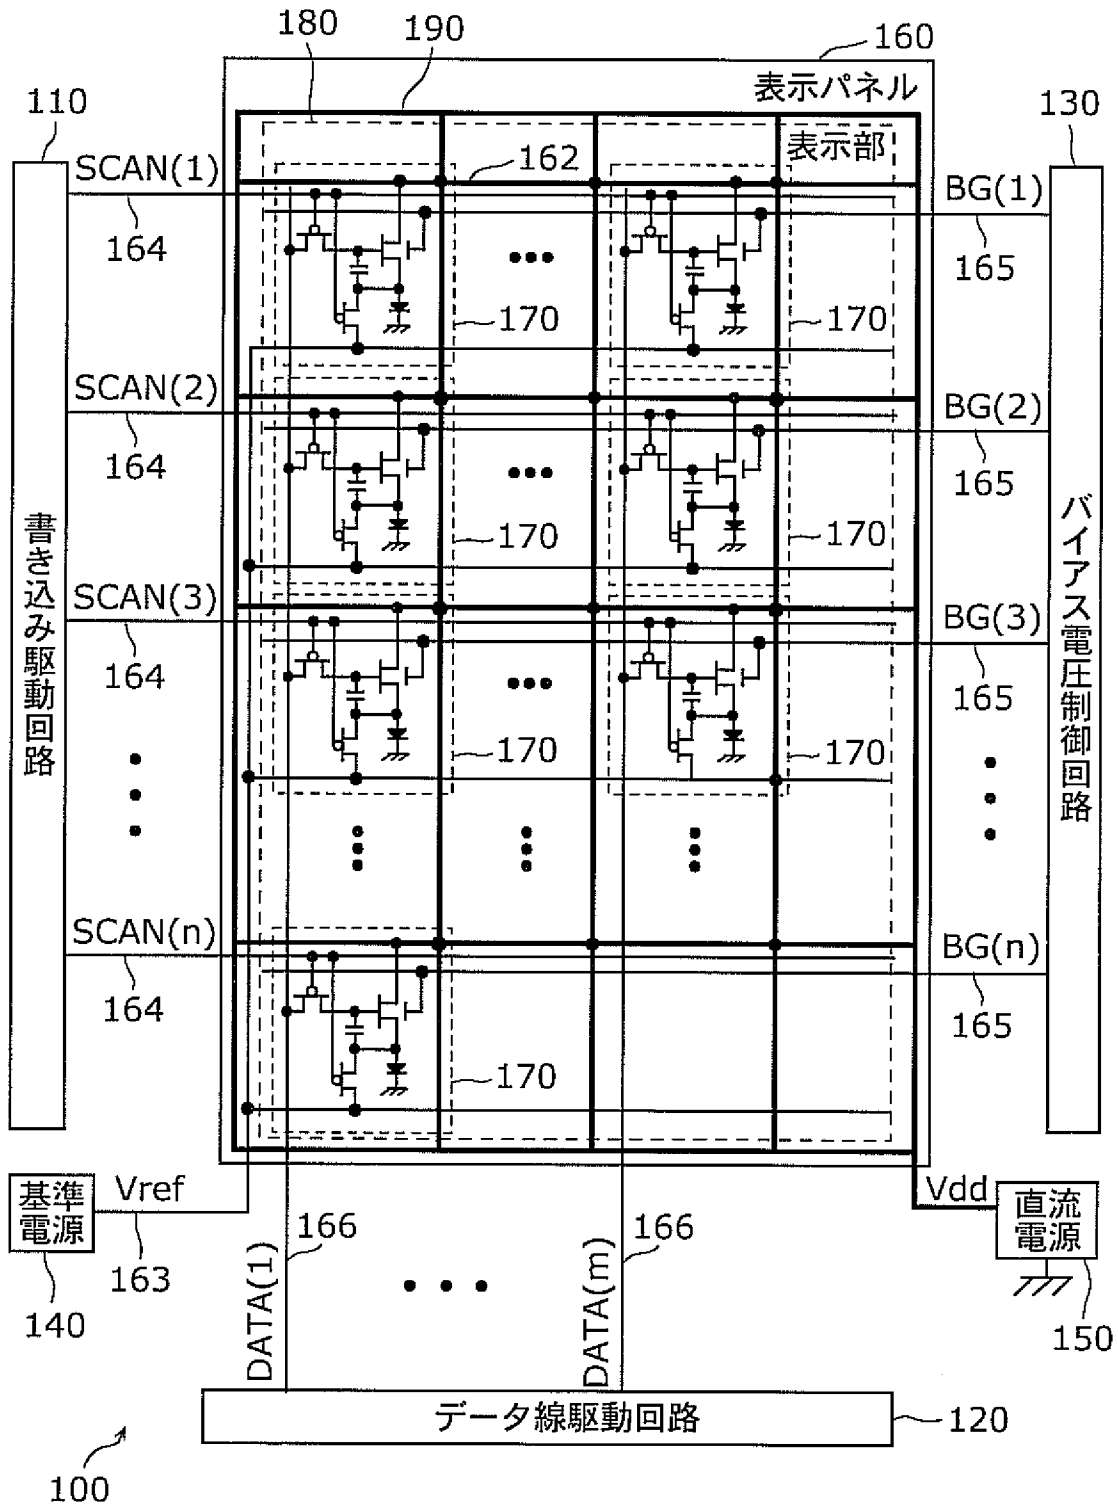 180 190 160
表示パネル
110 130
表示部
SCAN(1) 162 BG(1)
164 165
170 170
SCAN(2) BG(2)
164 165
170 170
SCAN(3) BG(3)
164 165
170 170
書き込み駆動回路
バイアス電圧制御回路
SCAN(n) BG(n)
164 165
170
基準電源 Vref Vdd 直流電源
163 166 166
140 150
DATA(1) DATA(m)
データ線駆動回路 120
100